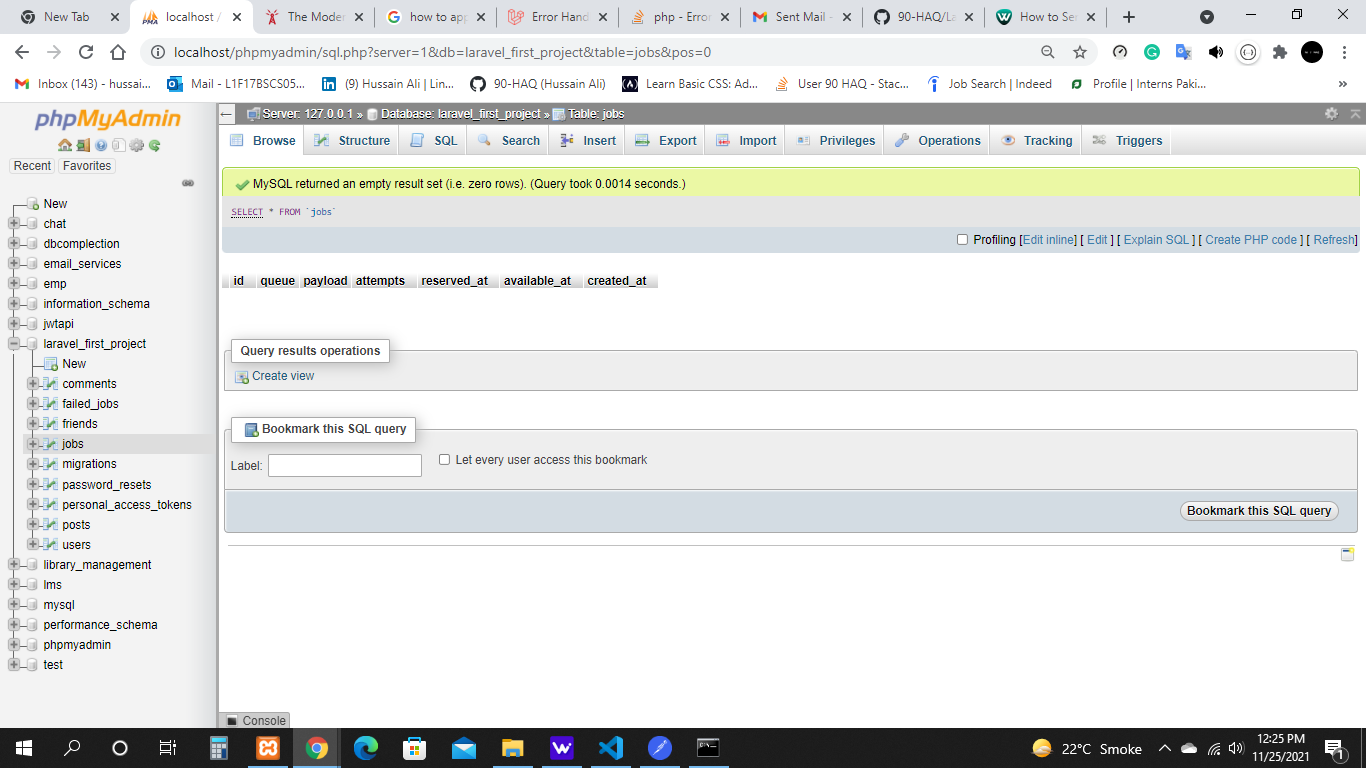 New Tab
localhost /
The Moder
how to app
Error Hand
php - Error
Sent Mail -
90-HAQ/La
How to Se
localhost/phpmyadmin/sql.php?server=1&db=laravel_first_project&table=jobs&pos=0
Inbox (143) - hussai...
Mail - L1F17BSCS05...
(9) Hussain Ali | Lin...
90-HAQ (Hussain Ali)
Learn Basic CSS: Ad...
User 90 HAQ - Stac...
Job Search | Indeed
Profile | Interns Paki...
»
phpMyAdmin
Recent
Favorites
New
chat
dbcomplection
email_services
emp
information_schema
jwtapi
laravel_first_project
New
comments
failed_jobs
friends
jobs
migrations
password_resets
personal_access_tokens
posts
users
library_management
lms
mysql
performance_schema
phpmyadmin
test
Server: 127.0.0.1 » Database: laravel_first_project » Table: jobs
Browse
Structure
SQL
Search
Insert
Export
Import
Privileges
Operations
Tracking
Triggers
MySQL returned an empty result set (i.e. zero rows). (Query took 0.0014 seconds.)
SELECT * FROM `jobs`
Profiling [Edit inline] [ Edit ] [ Explain SQL ] [ Create PHP code ] [ Refresh]
id queue payload attempts reserved_at available_at created_at
Query results operations
Create view
Bookmark this SQL query
Label:
Let every user access this bookmark
Bookmark this SQL query
Console
22°C Smoke
12:25 PM
11/25/2021
1